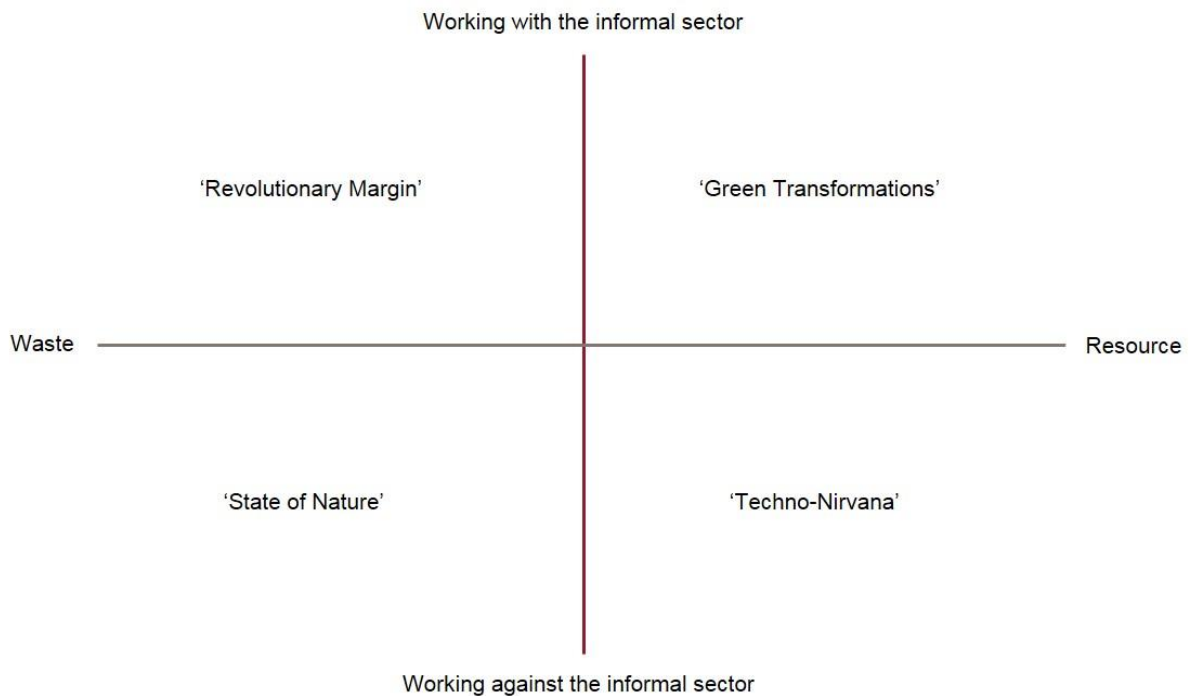 Working with the informal sector
‘Revolutionary Margin’
‘Green Transformations’
Waste
Resource
‘State of Nature’
‘Techno-Nirvana’
Working against the informal sector